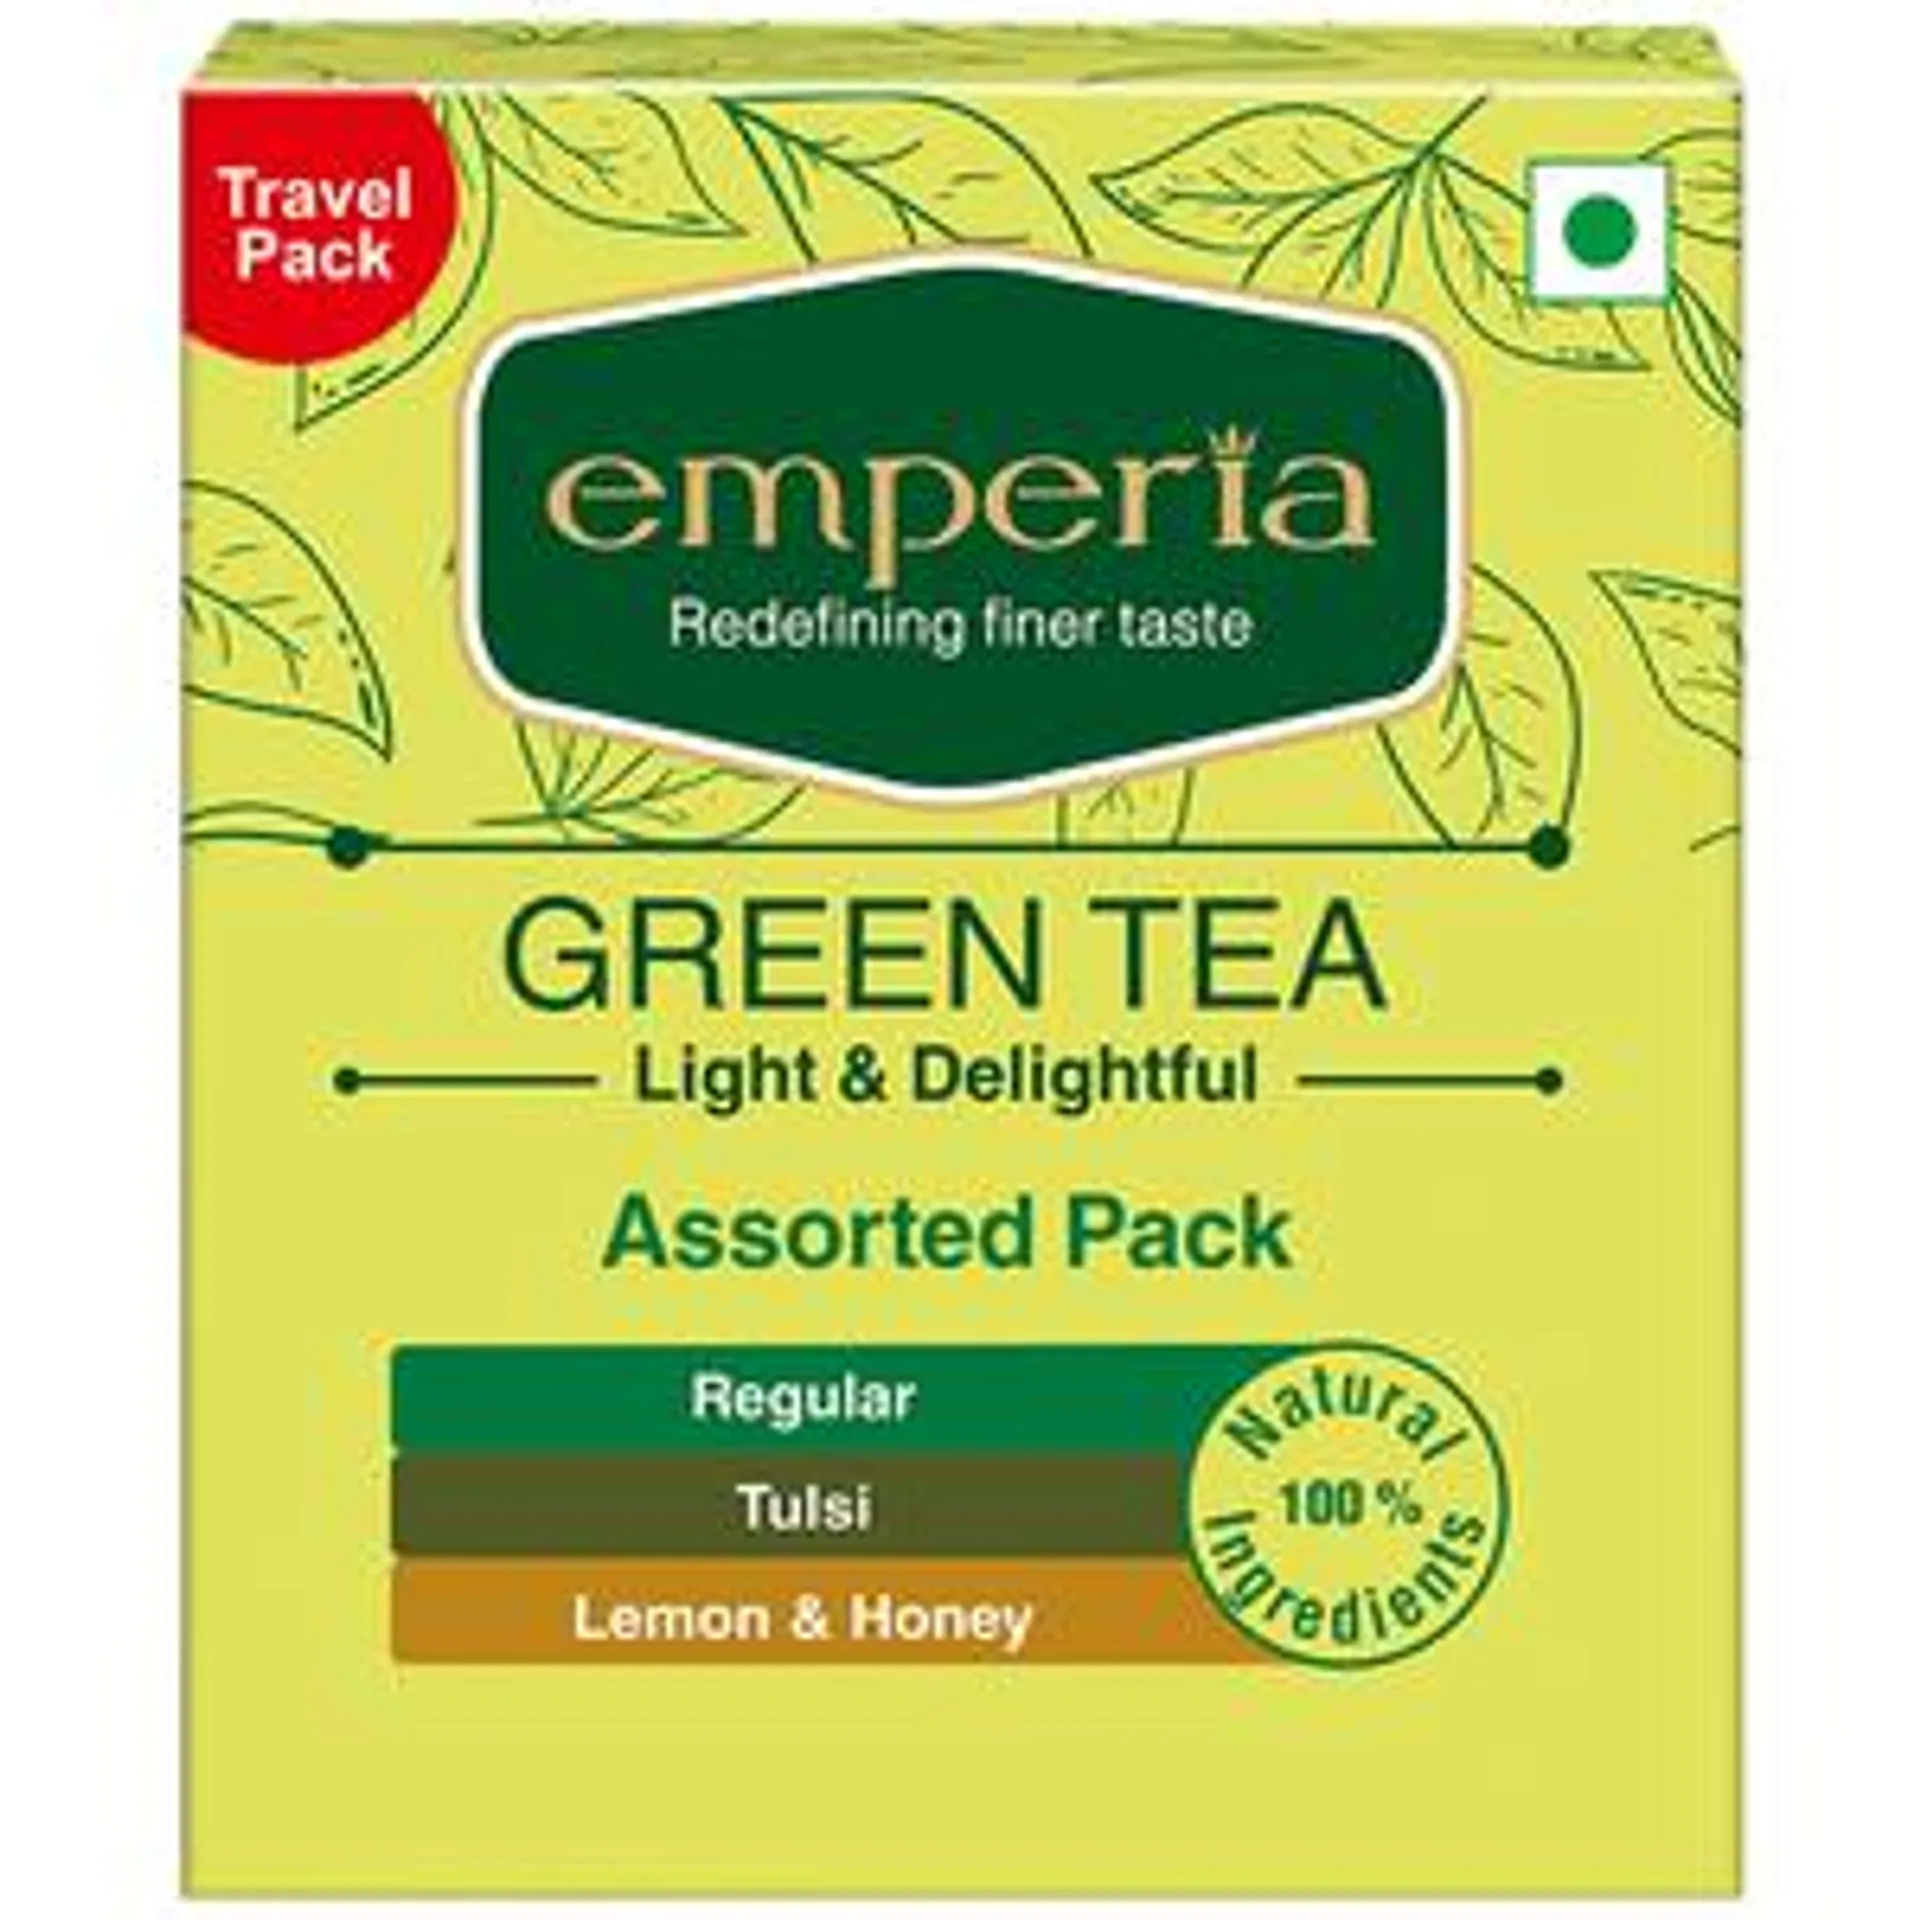 Travel
Pack
emperia
Redefining finer taste
GREEN TEA
Light & Delightful
Assorted Pack
Regular
Tulsi
Lemon & Honey
Natural
100 %
Ingredients